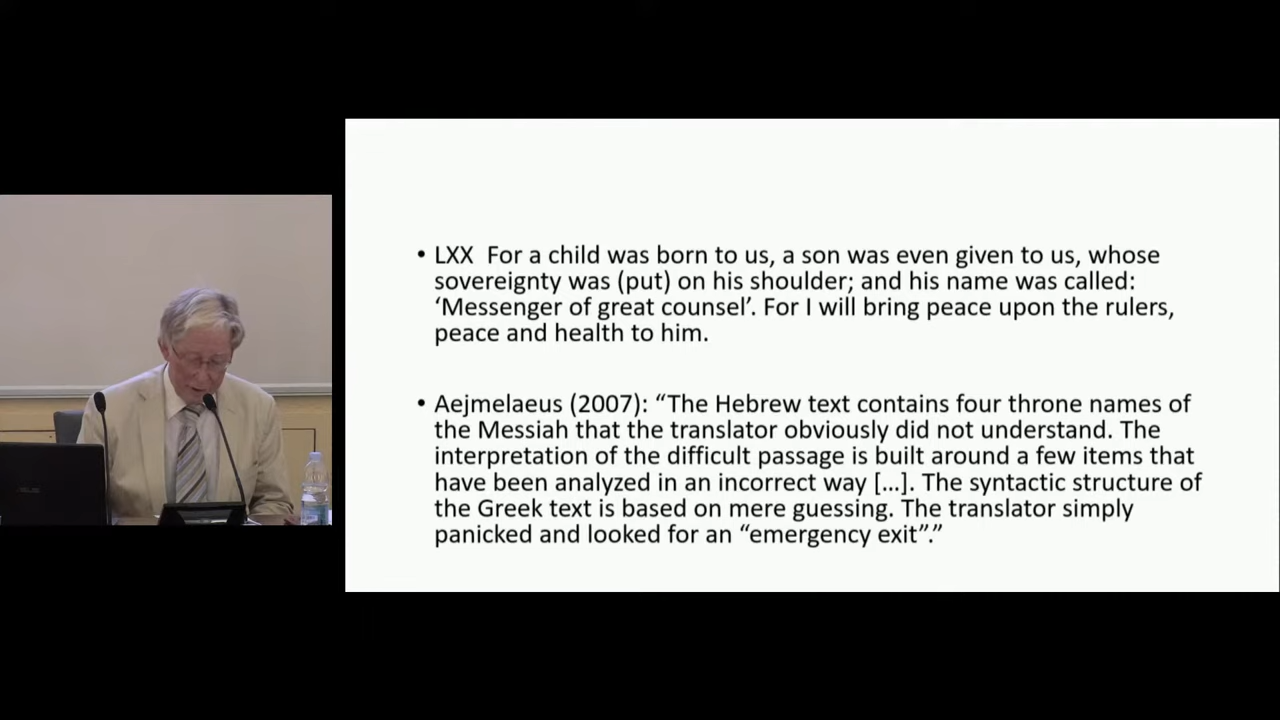 • LXX  For a child was born to us, a son was even given to us, whose
sovereignty was (put) on his shoulder; and his name was called:
‘Messenger of great counsel’. For I will bring peace upon the rulers,
peace and health to him.
• Aejmelaeus (2007): “The Hebrew text contains four throne names of
the Messiah that the translator obviously did not understand. The
interpretation of the difficult passage is built around a few items that
have been analyzed in an incorrect way [...]. The syntactic structure of
the Greek text is based on mere guessing. The translator simply
panicked and looked for an “emergency exit”.”